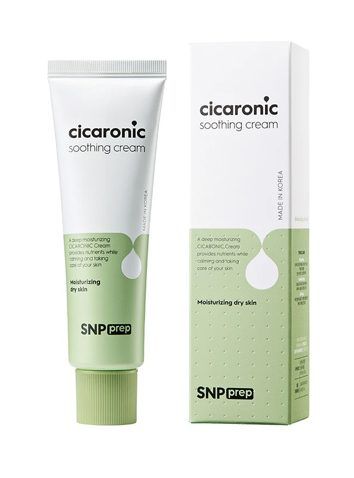 cicaronic
soothing cream
MADE IN KOREA
A deep moisturizing
CICARONIC Cream
provides nutrients while
calming and taking
care of your skin
Moisturizing
dry skin
SNP prep
cicaronic
soothing cream
MADE IN KOREA
A deep moisturizing
CICARONIC Cream
provides nutrients while
calming and taking
care of your skin
Moisturizing dry skin
SNP prep